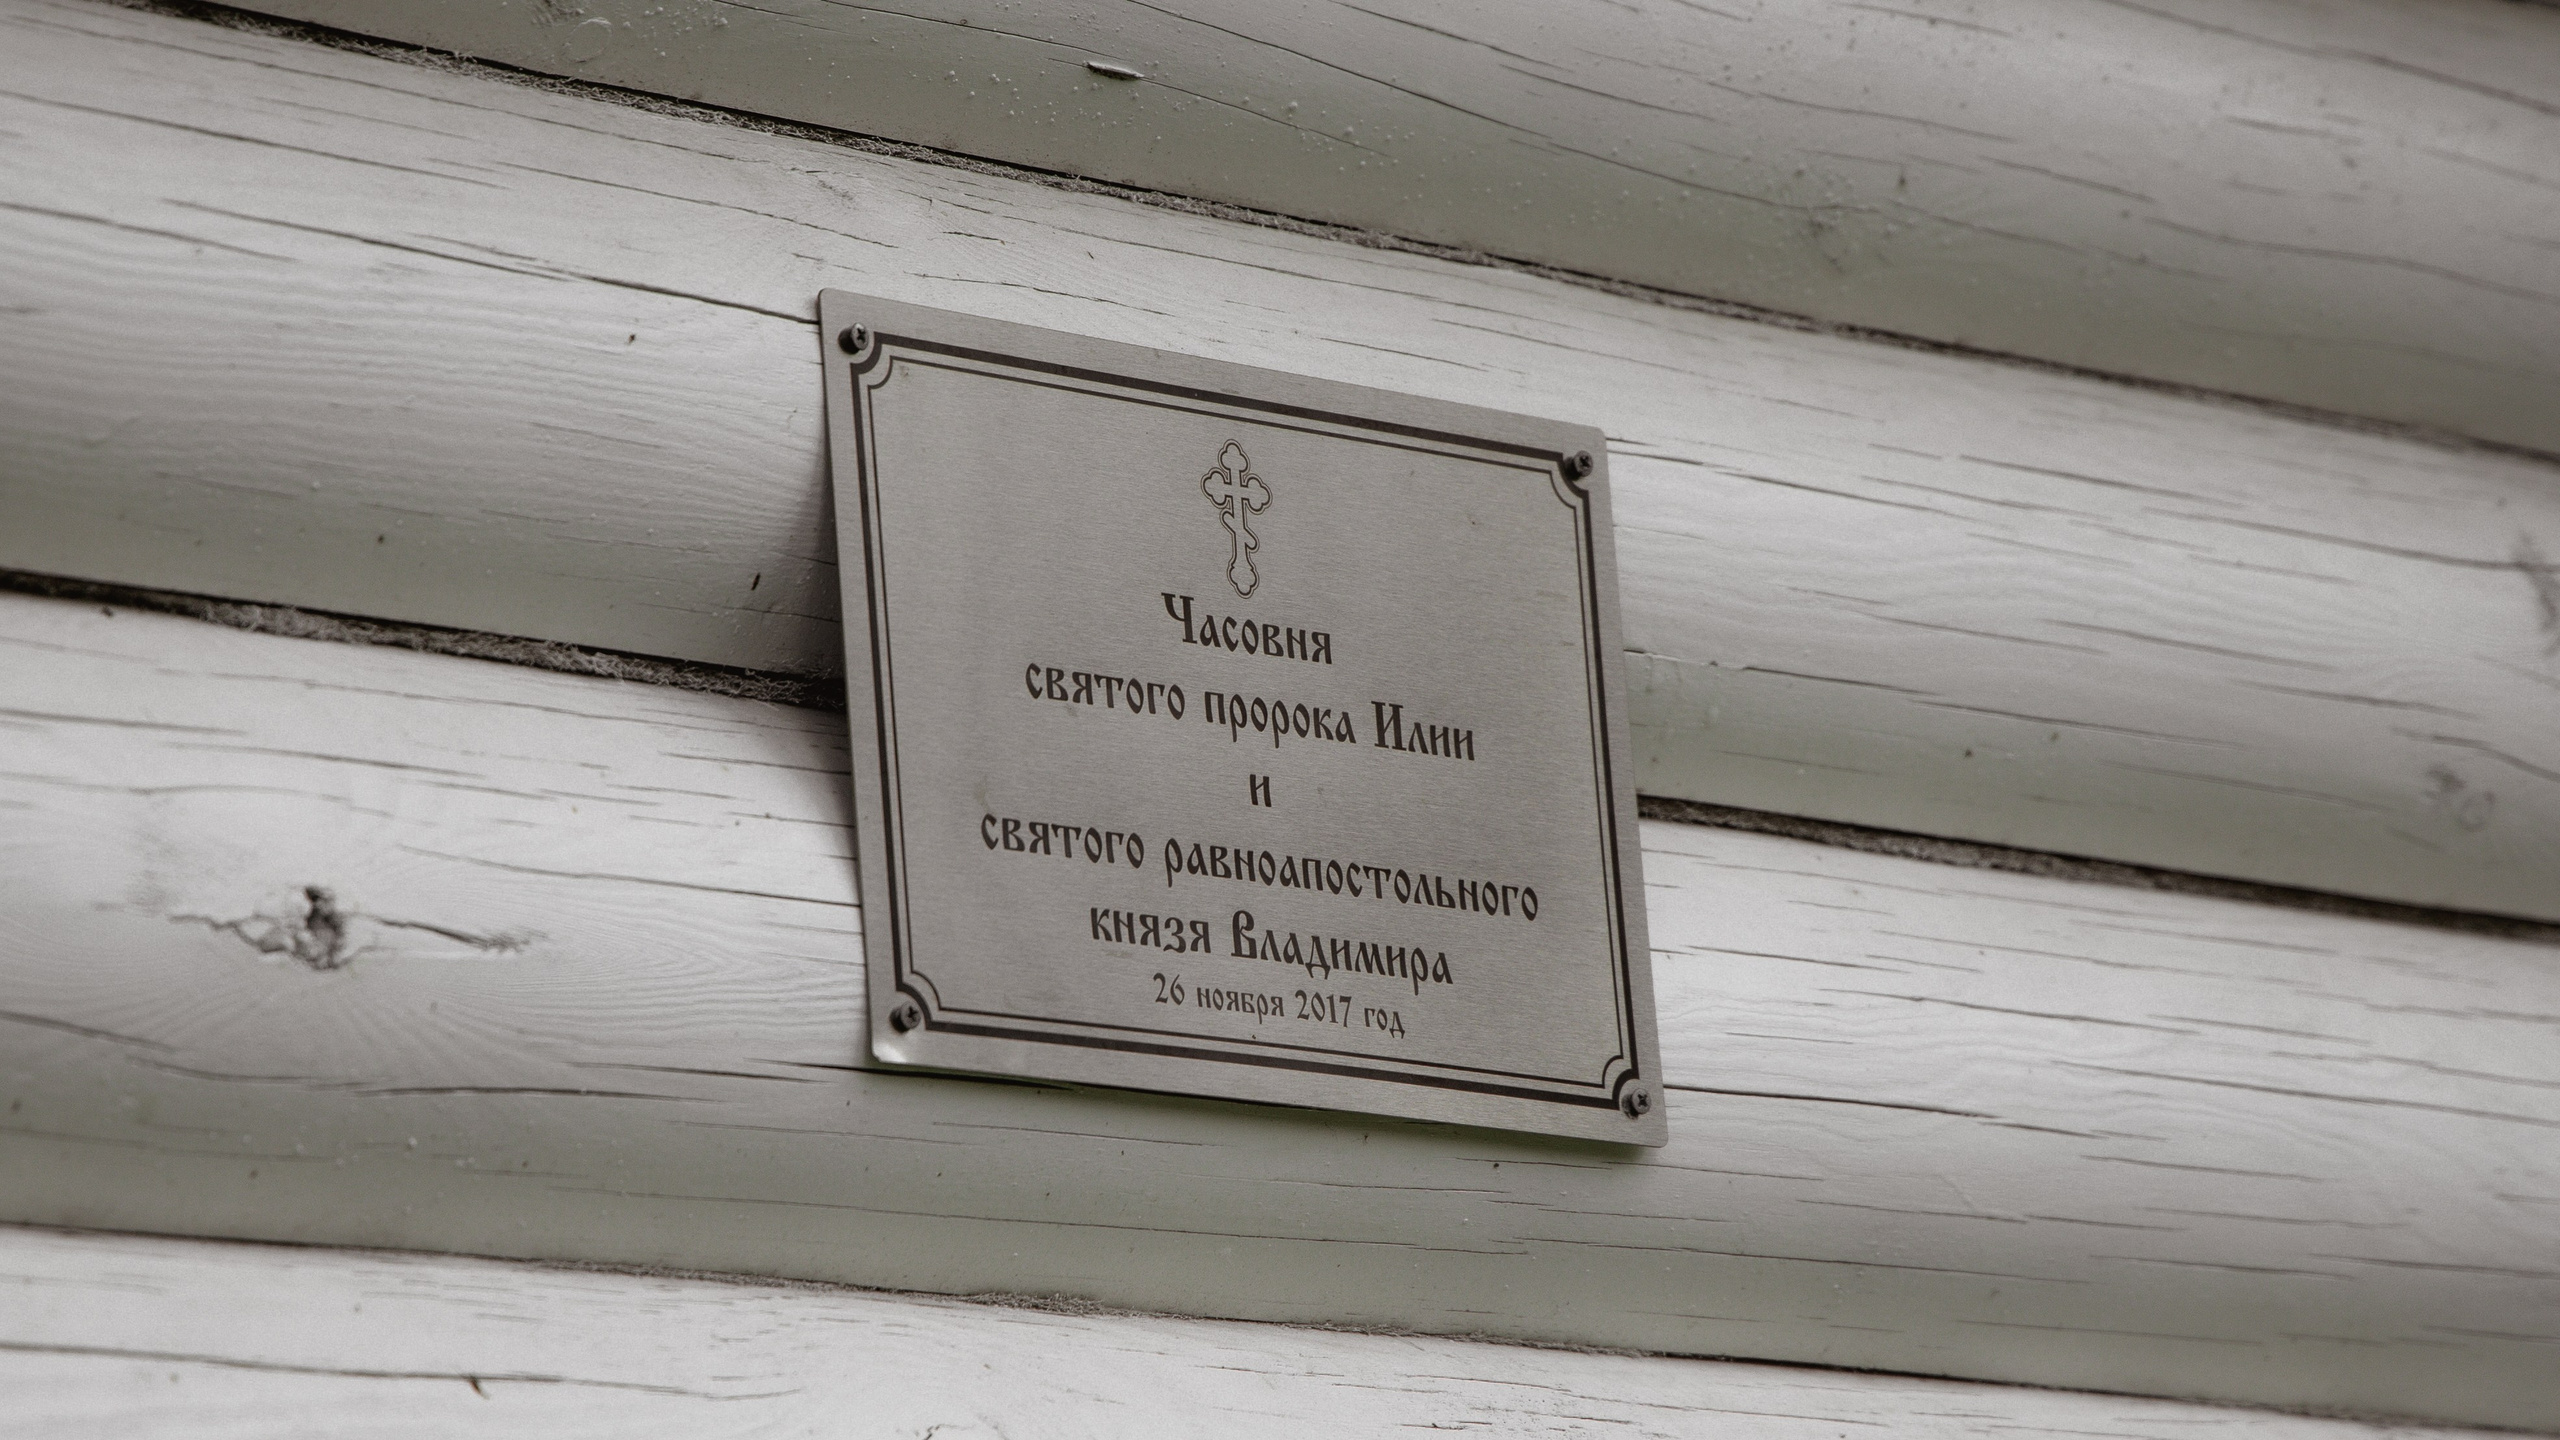 Часовня
святого пророка Илии
и
святого равноапостольного
князя Владимира
26 ноября 2017 год